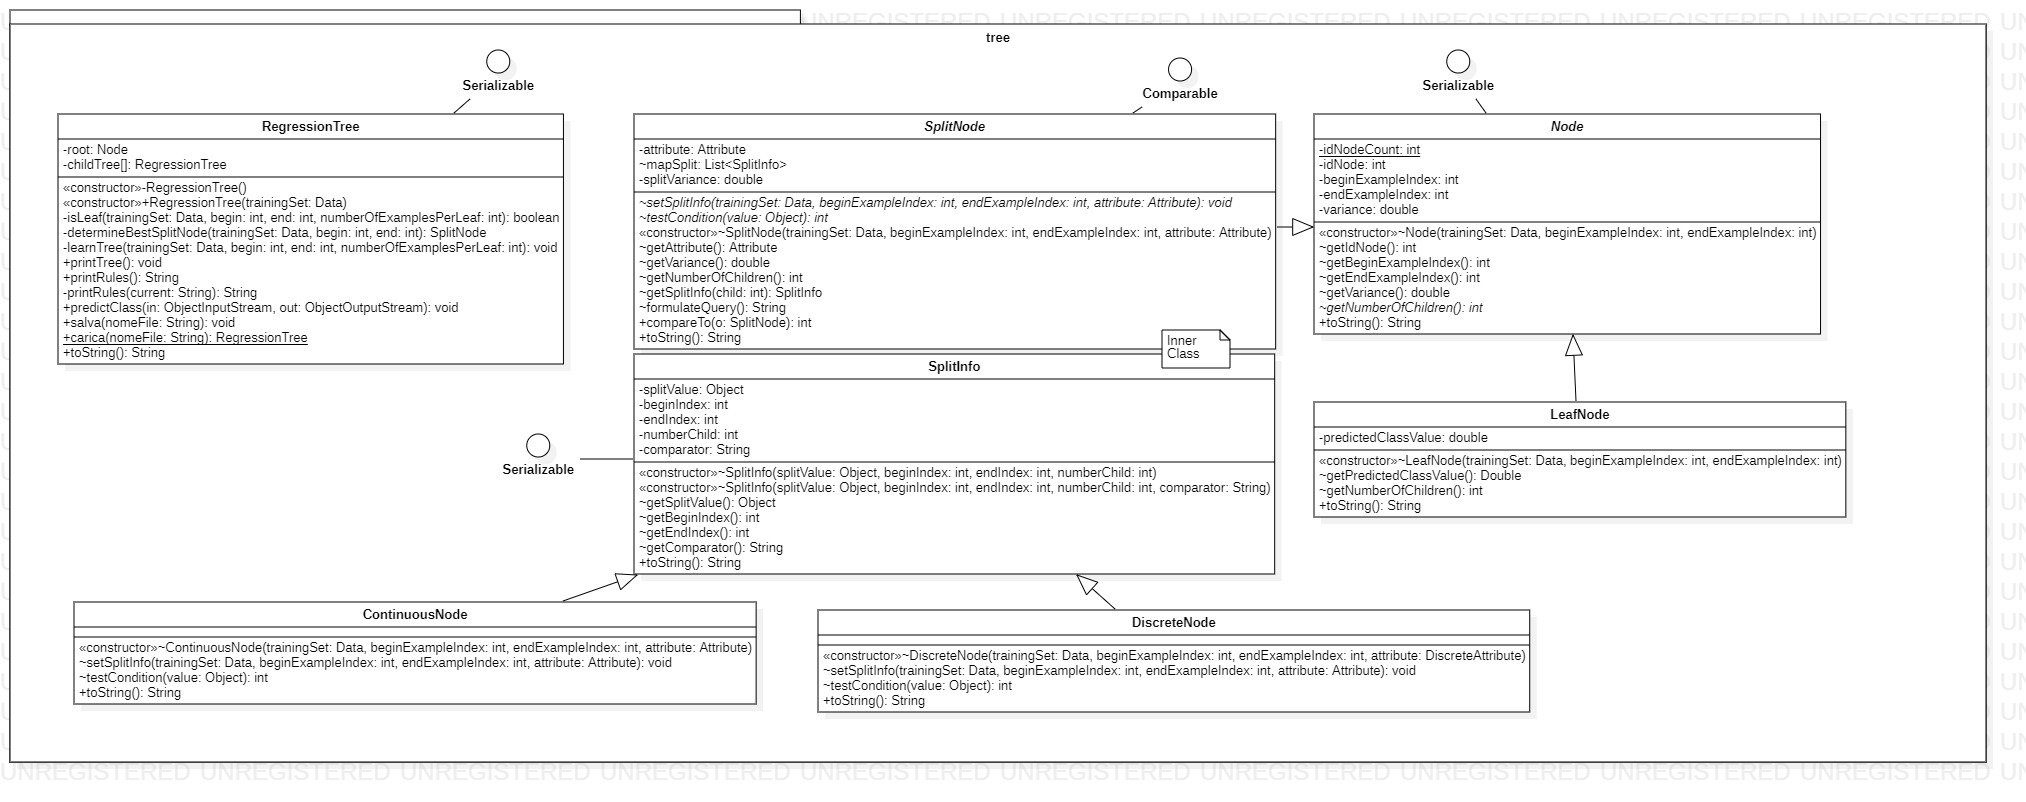 tree
Serializable
RegressionTree
-root: Node
-childTree[]: RegressionTree
«constructor»-RegressionTree()
«constructor»+RegressionTree(trainingSet: Data)
-isLeaf(trainingSet: Data, begin: int, end: int, numberOfExamplesPerLeaf: int): boolean
-determineBestSplitNode(trainingSet: Data, begin: int, end: int): SplitNode
-learnTree(trainingSet: Data, begin: int, end: int, numberOfExamplesPerLeaf: int): void
+printTree(): void
+printRules(): String
-printRules(current: String): String
+predictClass(in: ObjectInputStream, out: ObjectOutputStream): void
+salva(nomeFile: String): void
+carica(nomeFile: String): RegressionTree
+toString(): String
Comparable
SplitNode
-attribute: Attribute
~mapSplit: List<SplitInfo>
-splitVariance: double
~setSplitInfo(trainingSet: Data, beginExampleIndex: int, endExampleIndex: int, attribute: Attribute): void
~testCondition(value: Object): int
«constructor»~SplitNode(trainingSet: Data, beginExampleIndex: int, endExampleIndex: int, attribute: Attribute)
~getAttribute(): Attribute
~getVariance(): double
~getNumberOfChildren(): int
~getSplitInfo(child: int): SplitInfo
~formulateQuery(): String
+compareTo(o: SplitNode): int
+toString(): String
Inner
Class
Serializable
Node
-idNodeCount: int
-idNode: int
-beginExampleIndex: int
-endExampleIndex: int
-variance: double
«constructor»~Node(trainingSet: Data, beginExampleIndex: int, endExampleIndex: int)
~getIdNode(): int
~getBeginExampleIndex(): int
~getEndExampleIndex(): int
~getVariance(): double
~getNumberOfChildren(): int
+toString(): String
Serializable
SplitInfo
-splitValue: Object
-beginIndex: int
-endIndex: int
-numberChild: int
-comparator: String
«constructor»~SplitInfo(splitValue: Object, beginIndex: int, endIndex: int, numberChild: int)
«constructor»~SplitInfo(splitValue: Object, beginIndex: int, endIndex: int, numberChild: int, comparator: String)
~getSplitValue(): Object
~getBeginIndex(): int
~getEndIndex(): int
~getComparator(): String
+toString(): String
LeafNode
-predictedClassValue: double
«constructor»~LeafNode(trainingSet: Data, beginExampleIndex: int, endExampleIndex: int)
~getPredictedClassValue(): Double
~getNumberOfChildren(): int
+toString(): String
ContinuousNode
«constructor»~ContinuousNode(trainingSet: Data, beginExampleIndex: int, endExampleIndex: int, attribute: Attribute)
~setSplitInfo(trainingSet: Data, beginExampleIndex: int, endExampleIndex: int, attribute: Attribute): void
~testCondition(value: Object): int
+toString(): String
DiscreteNode
«constructor»~DiscreteNode(trainingSet: Data, beginExampleIndex: int, endExampleIndex: int, attribute: DiscreteAttribute)
~setSplitInfo(trainingSet: Data, beginExampleIndex: int, endExampleIndex: int, attribute: Attribute): void
~testCondition(value: Object): int
+toString(): String
UNREGISTERED UNREGISTERED UNREGISTERED UNREGISTERED UNREGISTERED UNREGISTERED UNREGISTERED UNREGISTERED UNREGISTERED UNREGISTERED